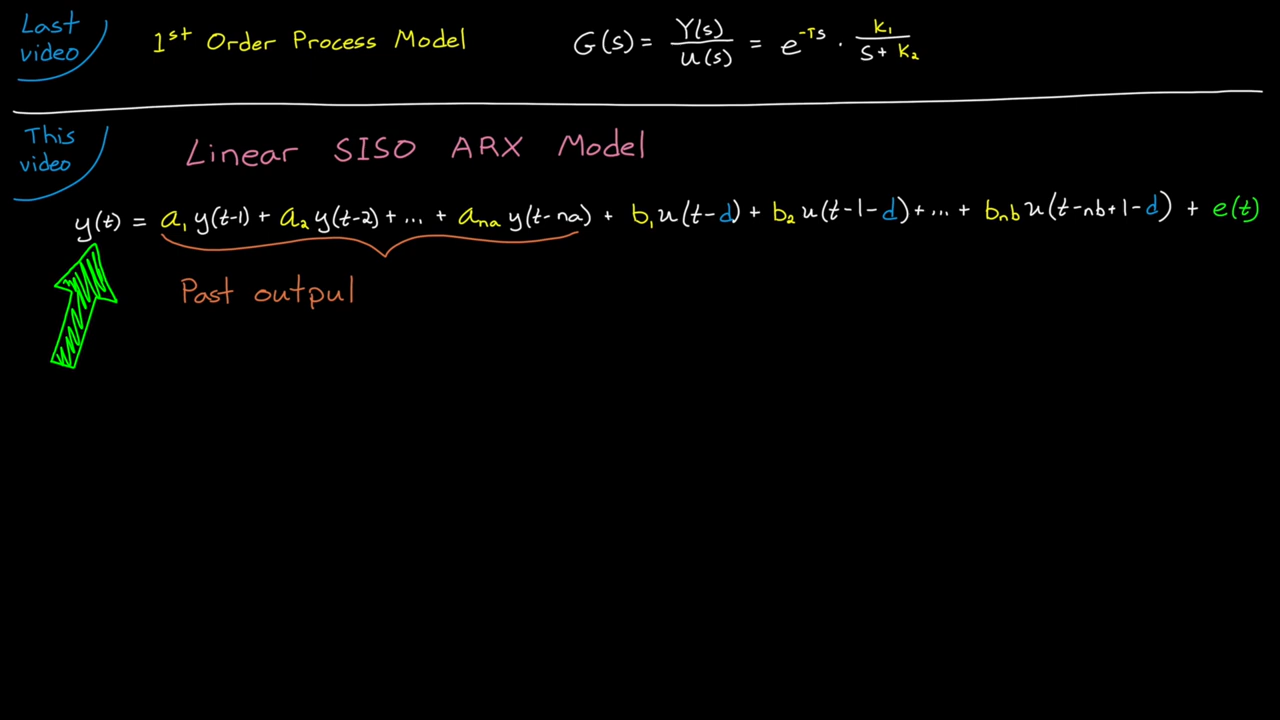 Last video
1st Order Process Model G(s) = Y(s)/U(s) = e^-Ts · K1/(S + K2)
This video
Linear SISO ARX Model
y(t) = a1 y(t-1) + a2 y(t-2) + ... + ana y(t-na) + b1 u(t-d) + b2 u(t-1-d) + ... + bnb u(t-nb+1-d) + e(t)
Past outpul